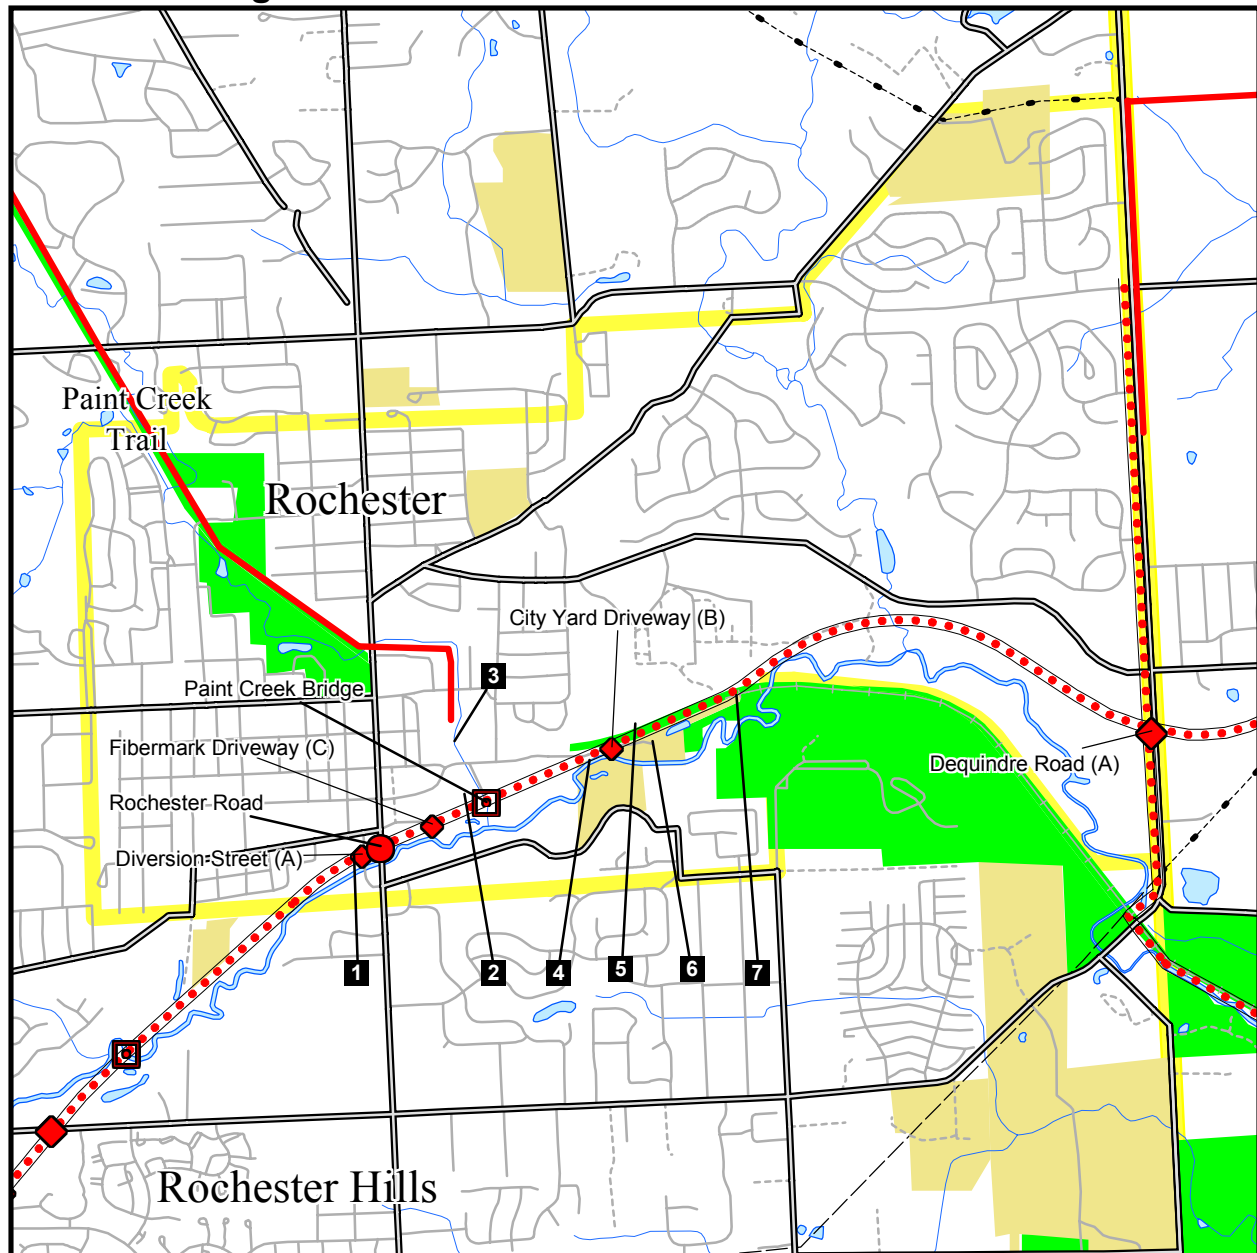 Paint Creek
Trail
Rochester
City Yard Driveway (B)
3
Paint Creek Bridge
Fibermark Driveway (C)
Dequindre Road (A)
Rochester Road
Diversion Street (A)
1
2
4
5
6
7
Rochester Hills